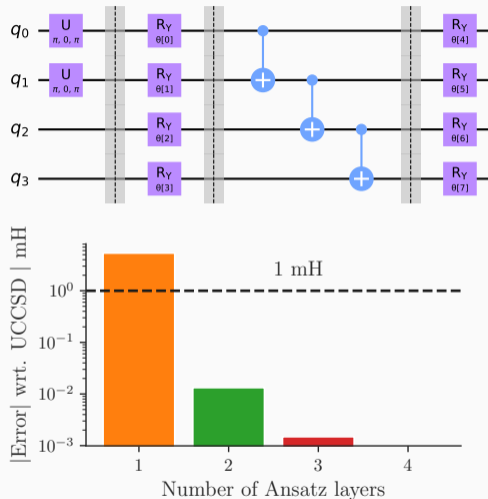 q0 U π, 0, π RY θ[0] RY θ[4]
q1 U π, 0, π RY θ[1] RY θ[5]
q2 RY θ[2] RY θ[6]
q3 RY θ[3] RY θ[7]
|Error| wrt. UCCSD | mH
1 mH
10^0
10^-1
10^-2
10^-3
1 2 3 4
Number of Ansatz layers